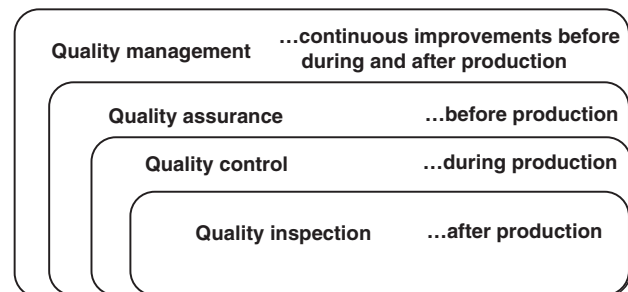 Quality management …continuous improvements before
during and after production
Quality assurance …before production
Quality control …during production
Quality inspection …after production